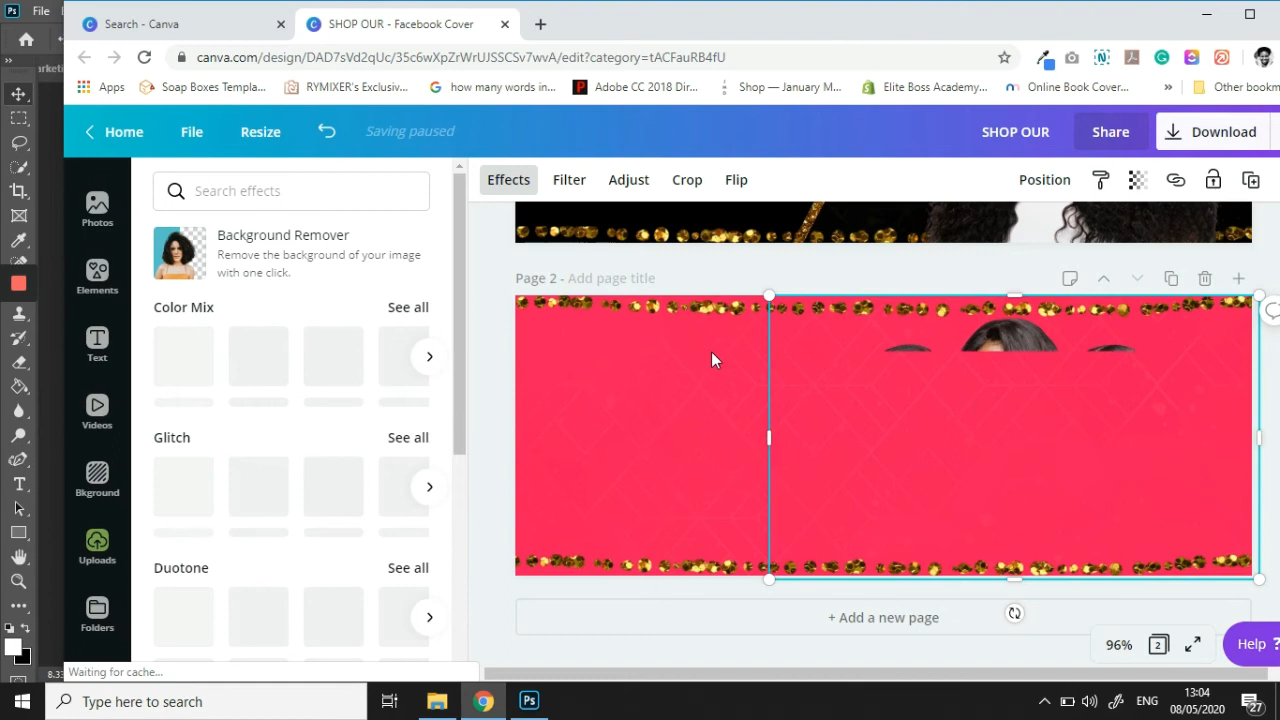 File
Search - Canva
SHOP OUR - Facebook Cover
canva.com/design/DAD7sVd2qUc/35c6wXpZrWrUJSSCSv7wvA/edit?category=tACFauRB4fU
Apps
Soap Boxes Templa...
RYMIXER's Exclusiv...
how many words in...
Adobe CC 2018 Dir...
Shop — January M...
Elite Boss Academy...
Online Book Cover...
Other bookm
Home
File
Resize
Saving paused
SHOP OUR
Share
Download
Search effects
Effects
Filter
Adjust
Crop
Flip
Position
Photos
Elements
Text
Videos
Bkground
Uploads
Folders
Background Remover
Remove the background of your image
with one click.
Color Mix
See all
Glitch
See all
Duotone
See all
Page 2 - Add page title
+ Add a new page
96%
2
Help ?
Waiting for cache...
8.33
Type here to search
Ps
ENG
13:04
08/05/2020
27